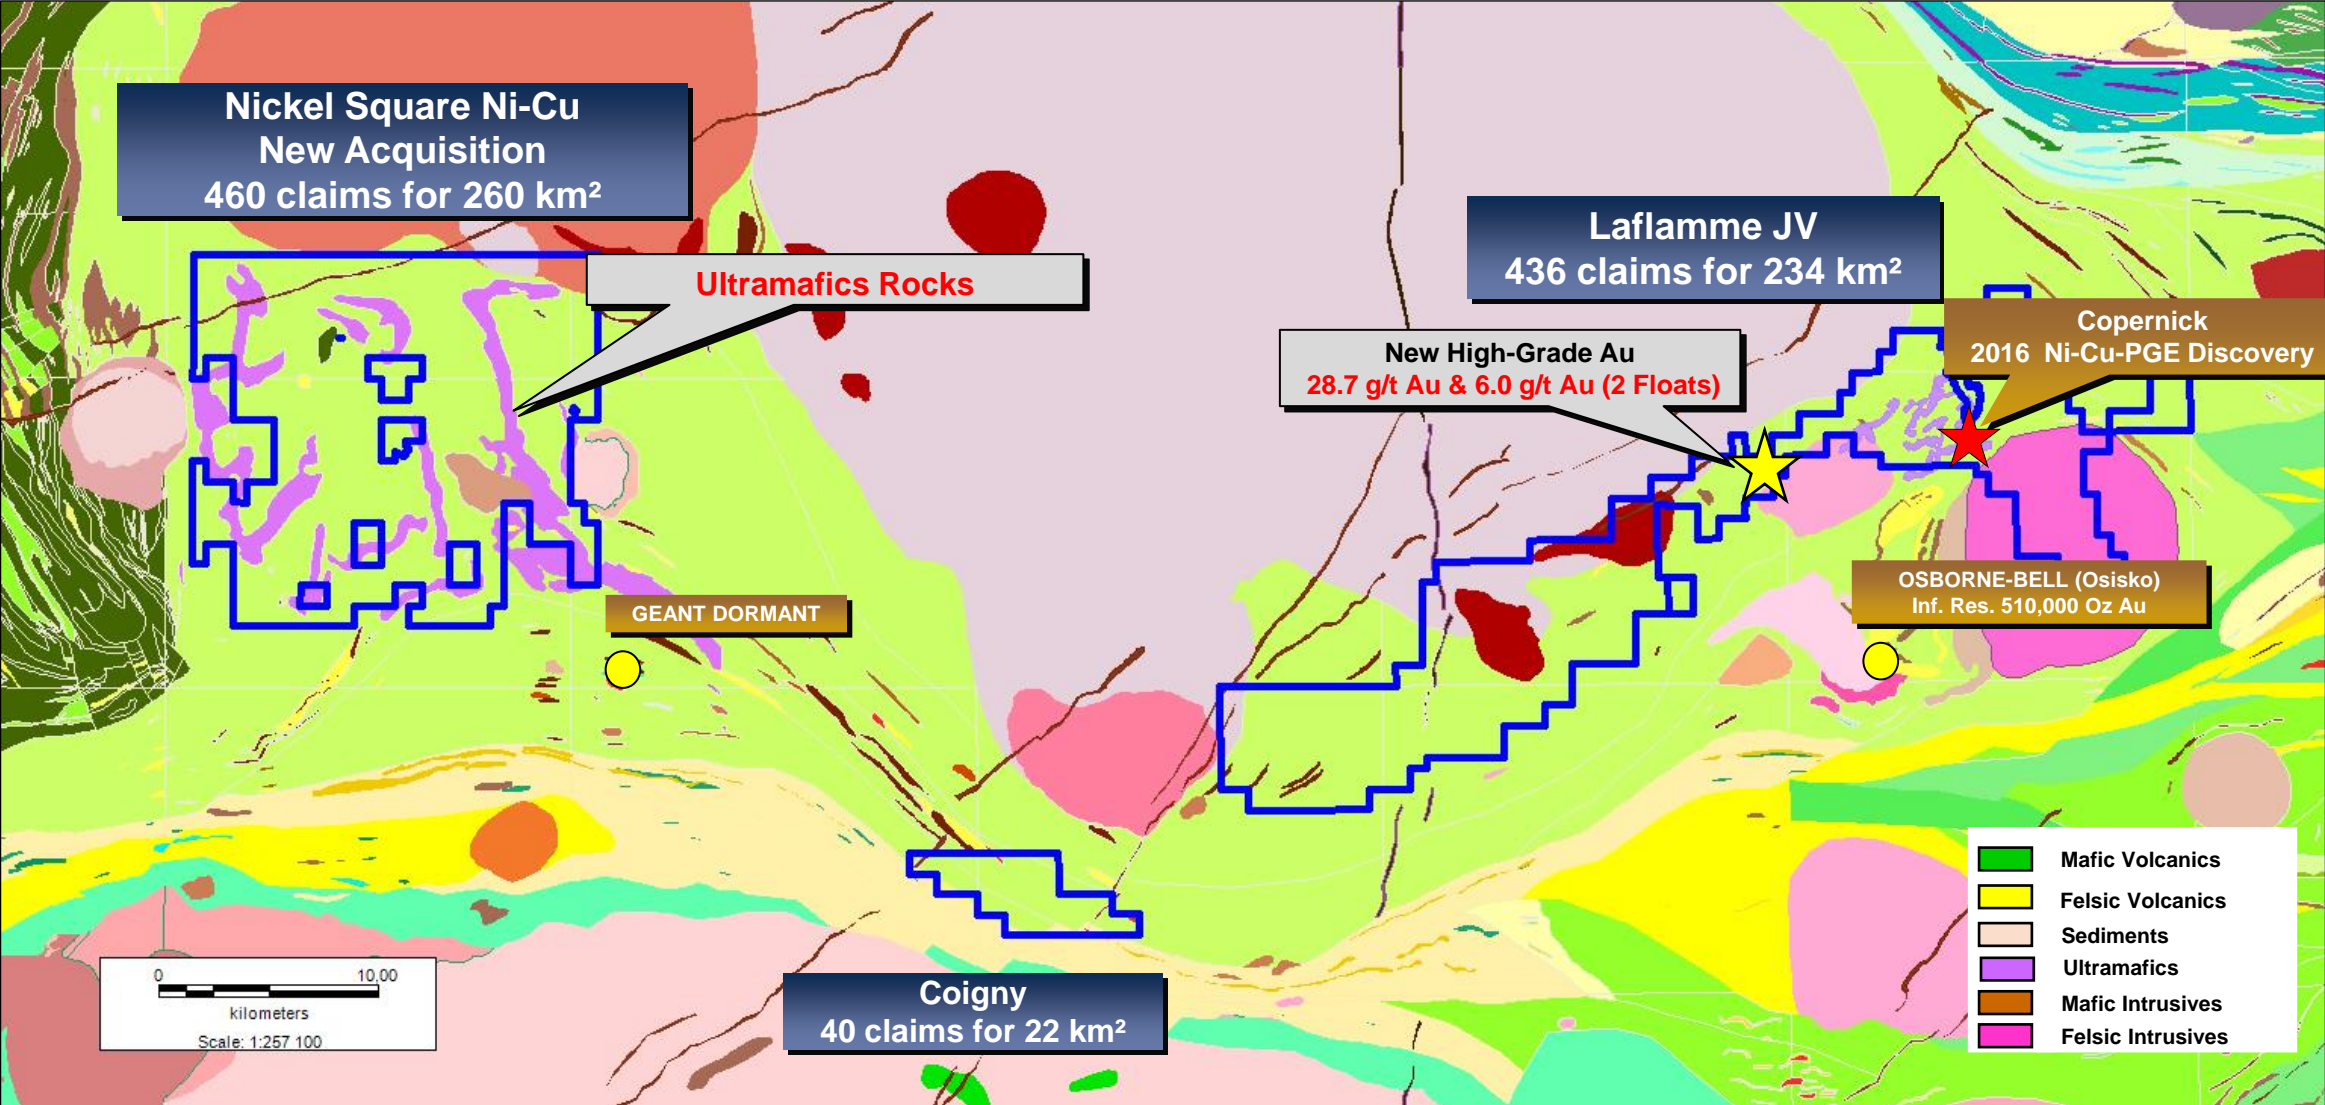 Nickel Square Ni-Cu
New Acquisition
460 claims for 260 km²
Ultramafics Rocks
Laflamme JV
436 claims for 234 km²
New High-Grade Au
28.7 g/t Au & 6.0 g/t Au (2 Floats)
Copernick
2016 Ni-Cu-PGE Discovery
OSBORNE-BELL (Osisko)
Inf. Res. 510,000 Oz Au
GEANT DORMANT
Coigny
40 claims for 22 km²
0 10,00
kilometers
Scale: 1:257 100
Mafic Volcanics
Felsic Volcanics
Sediments
Ultramafics
Mafic Intrusives
Felsic Intrusives